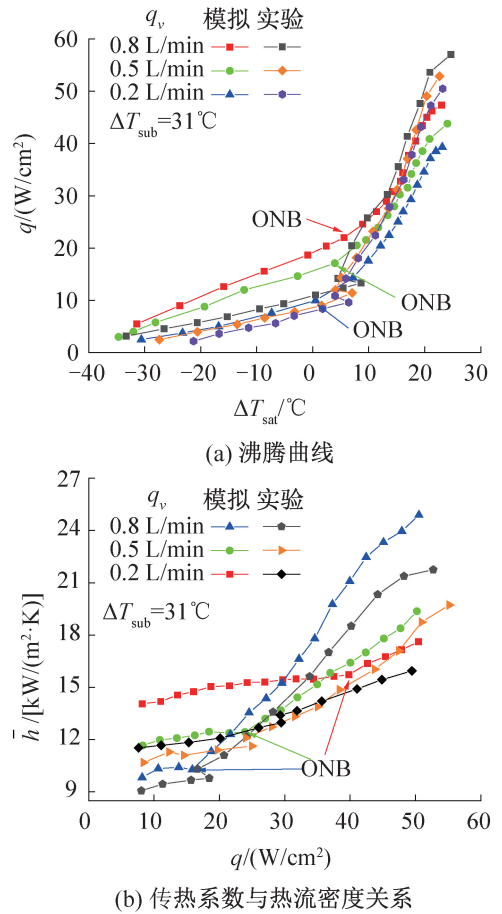 q_v 模拟 实验
0.8 L/min
0.5 L/min
0.2 L/min
ΔT_sub=31℃
60
50
40
30
20
10
0
q/(W/cm²)
ONB
ONB
ONB
−40 −30 −20 −10 0 10 20 30
ΔT_sat/℃
(a) 沸腾曲线
q_v 模拟 实验
0.8 L/min
0.5 L/min
0.2 L/min
ΔT_sub=31℃
27
24
21
18
15
12
9
h̄/[kW/(m²·K)]
ONB
0 10 20 30 40 50 60
q/(W/cm²)
(b) 传热系数与热流密度关系